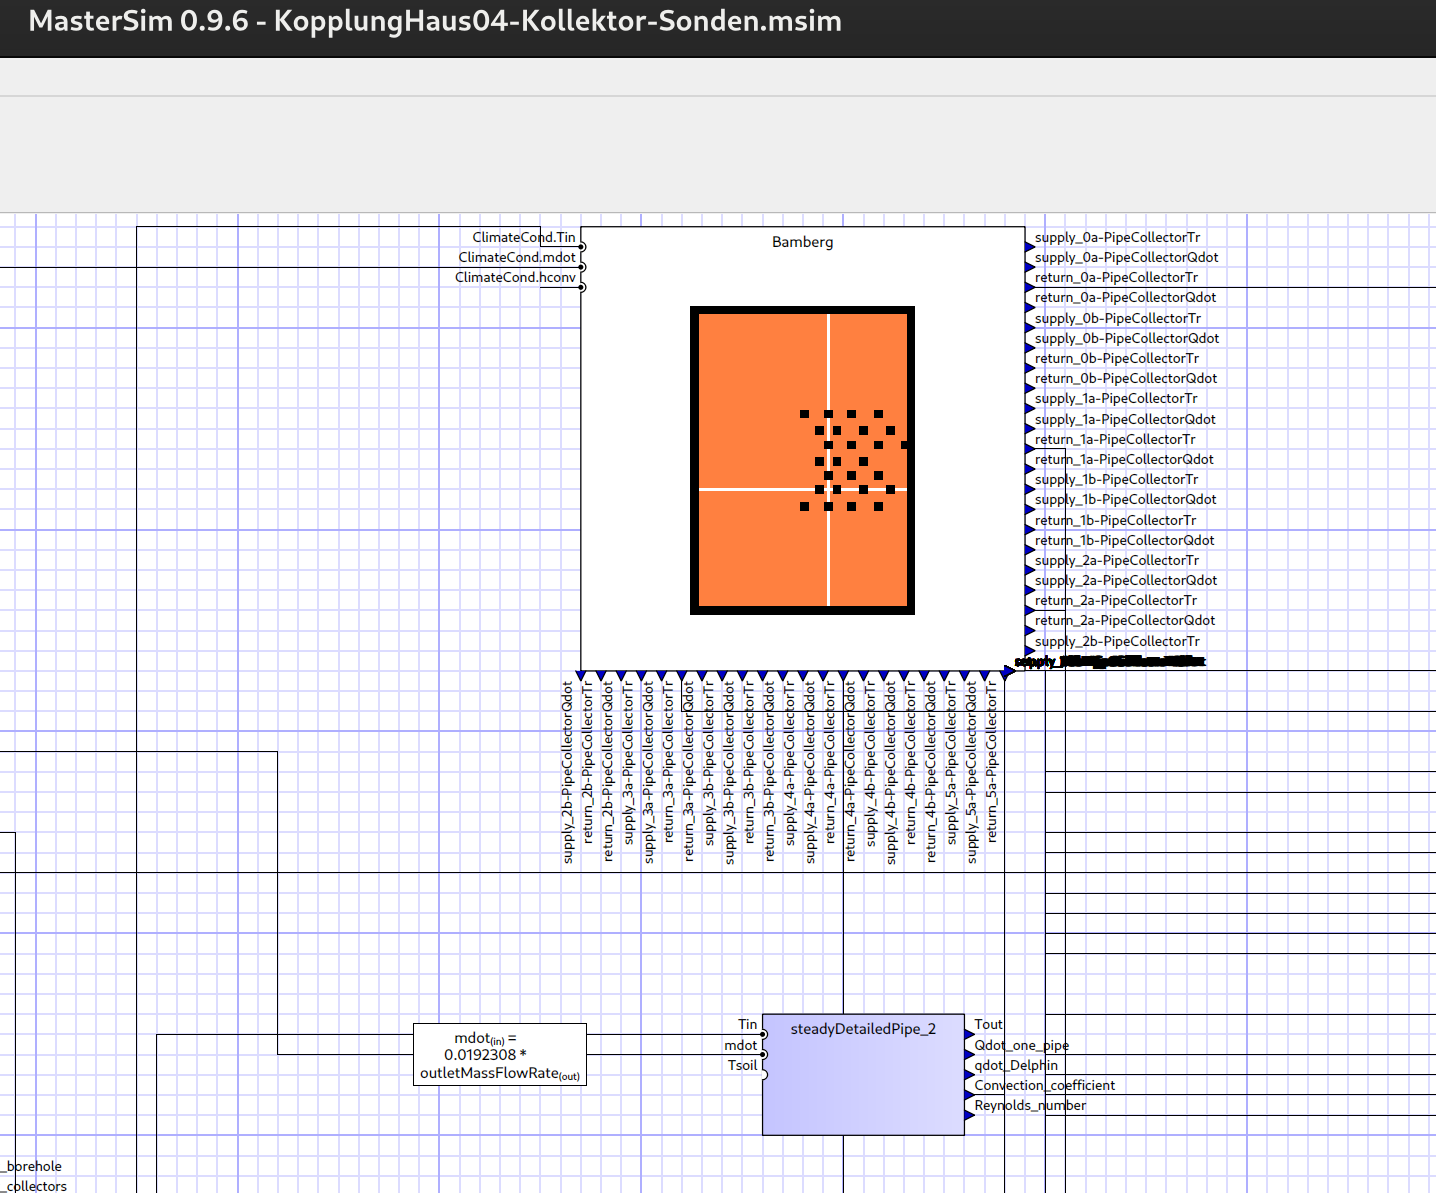 MasterSim 0.9.6 - KopplungHaus04-Kollektor-Sonden.msim
ClimateCond.Tin
ClimateCond.mdot
ClimateCond.hconv
Bamberg
supply_0a-PipeCollectorTr
supply_0a-PipeCollectorQdot
return_0a-PipeCollectorTr
return_0a-PipeCollectorQdot
supply_0b-PipeCollectorTr
supply_0b-PipeCollectorQdot
return_0b-PipeCollectorTr
return_0b-PipeCollectorQdot
supply_1a-PipeCollectorTr
supply_1a-PipeCollectorQdot
return_1a-PipeCollectorTr
return_1a-PipeCollectorQdot
supply_1b-PipeCollectorTr
supply_1b-PipeCollectorQdot
return_1b-PipeCollectorTr
return_1b-PipeCollectorQdot
supply_2a-PipeCollectorTr
supply_2a-PipeCollectorQdot
return_2a-PipeCollectorTr
return_2a-PipeCollectorQdot
supply_2b-PipeCollectorTr
supply_2b-PipeCollectorQdot
return_2b-PipeCollectorTr
return_2b-PipeCollectorQdot
supply_3a-PipeCollectorTr
supply_3a-PipeCollectorQdot
return_3a-PipeCollectorTr
return_3a-PipeCollectorQdot
supply_3b-PipeCollectorTr
supply_3b-PipeCollectorQdot
return_3b-PipeCollectorTr
return_3b-PipeCollectorQdot
supply_4a-PipeCollectorTr
supply_4a-PipeCollectorQdot
return_4a-PipeCollectorTr
return_4a-PipeCollectorQdot
supply_4b-PipeCollectorTr
supply_4b-PipeCollectorQdot
return_4b-PipeCollectorTr
return_4b-PipeCollectorQdot
supply_5a-PipeCollectorTr
supply_5a-PipeCollectorQdot
return_5a-PipeCollectorTr
mdot(in) =
0.0192308 *
outletMassFlowRate(out)
Tin
mdot
Tsoil
steadyDetailedPipe_2
Tout
Qdot_one_pipe
qdot_Delphin
Convection_coefficient
Reynolds_number
_borehole
_collectors